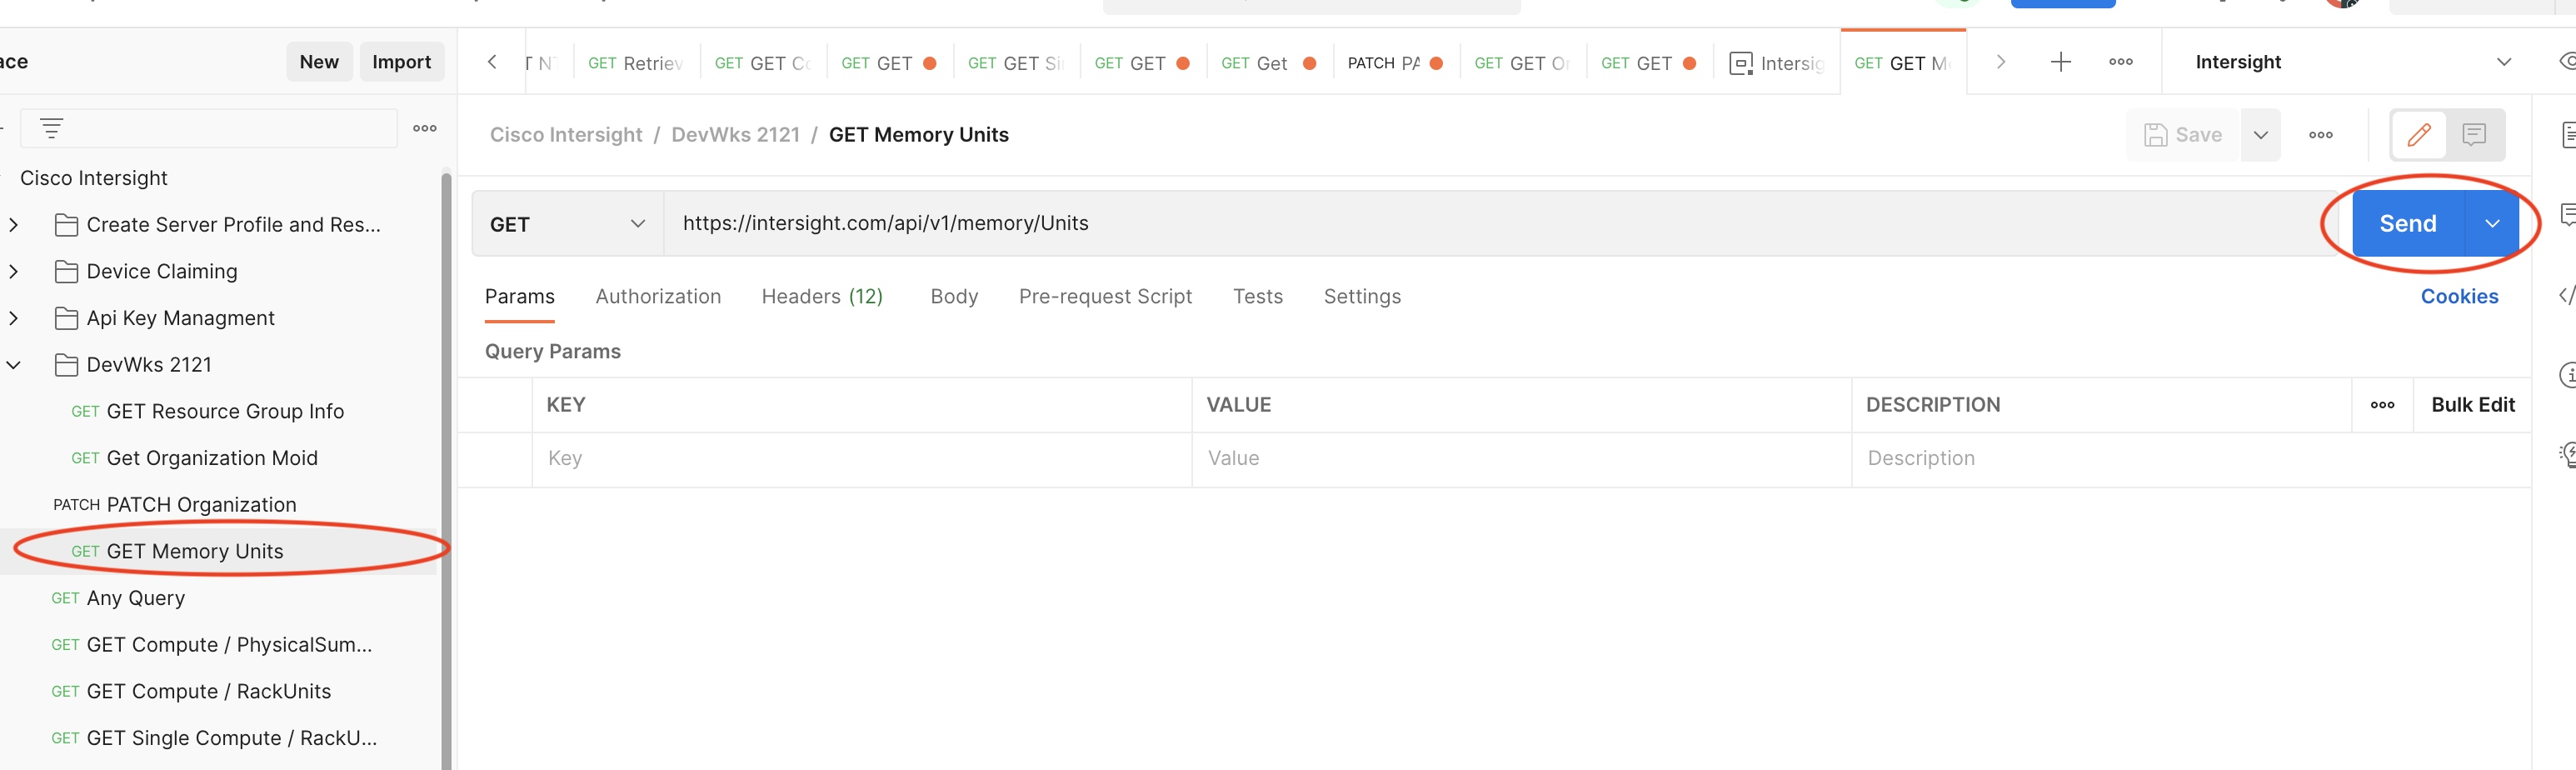 ace
New
Import
GET Retriev
GET GET
GET GET
GET GET
GET Get
PATCH PA
GET GET
GET GET
Intersig
GET GET M
Intersight
Cisco Intersight / DevWks 2121 / GET Memory Units
Save
Cisco Intersight
Create Server Profile and Res...
Device Claiming
Api Key Managment
DevWks 2121
GET GET Resource Group Info
GET Get Organization Moid
PATCH PATCH Organization
GET GET Memory Units
GET Any Query
GET GET Compute / PhysicalSum...
GET GET Compute / RackUnits
GET GET Single Compute / RackU...
GET
https://intersight.com/api/v1/memory/Units
Send
Params
Authorization
Headers (12)
Body
Pre-request Script
Tests
Settings
Cookies
Query Params
KEY
VALUE
DESCRIPTION
Bulk Edit
Key
Value
Description